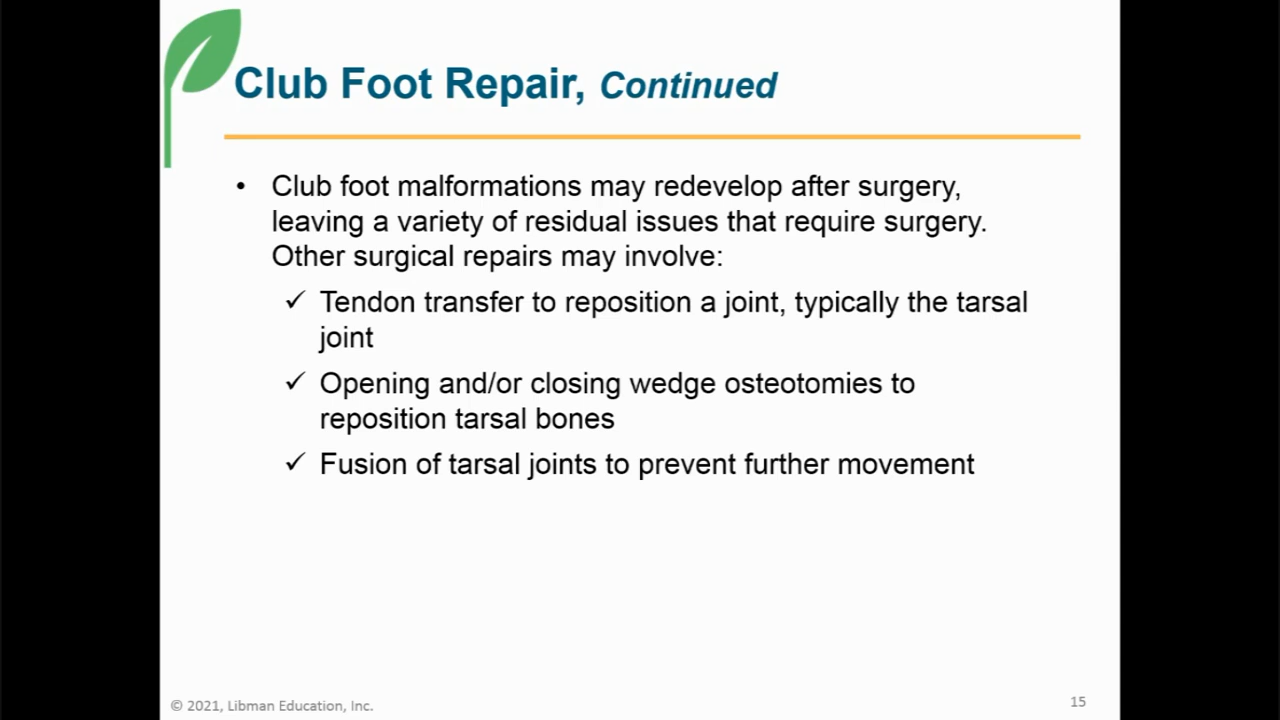 Club Foot Repair, Continued
• Club foot malformations may redevelop after surgery,
leaving a variety of residual issues that require surgery.
Other surgical repairs may involve:
✓ Tendon transfer to reposition a joint, typically the tarsal
joint
✓ Opening and/or closing wedge osteotomies to
reposition tarsal bones
✓ Fusion of tarsal joints to prevent further movement
© 2021, Libman Education, Inc.
15